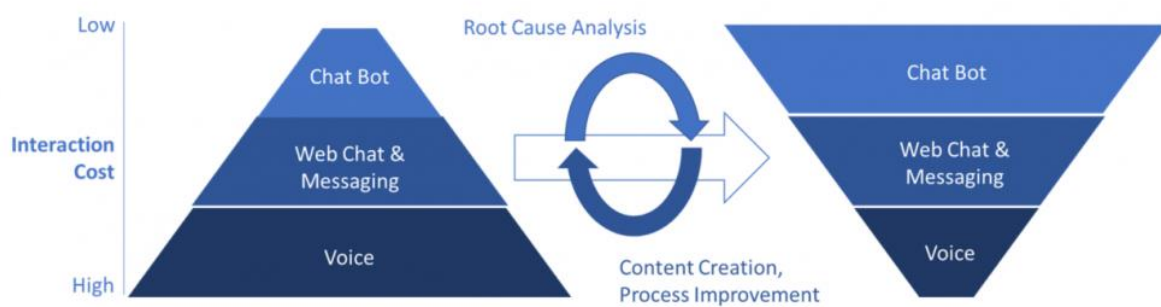 Low
Interaction
Cost
High
Chat Bot
Web Chat &
Messaging
Voice
Root Cause Analysis
Content Creation,
Process Improvement
Chat Bot
Web Chat &
Messaging
Voice